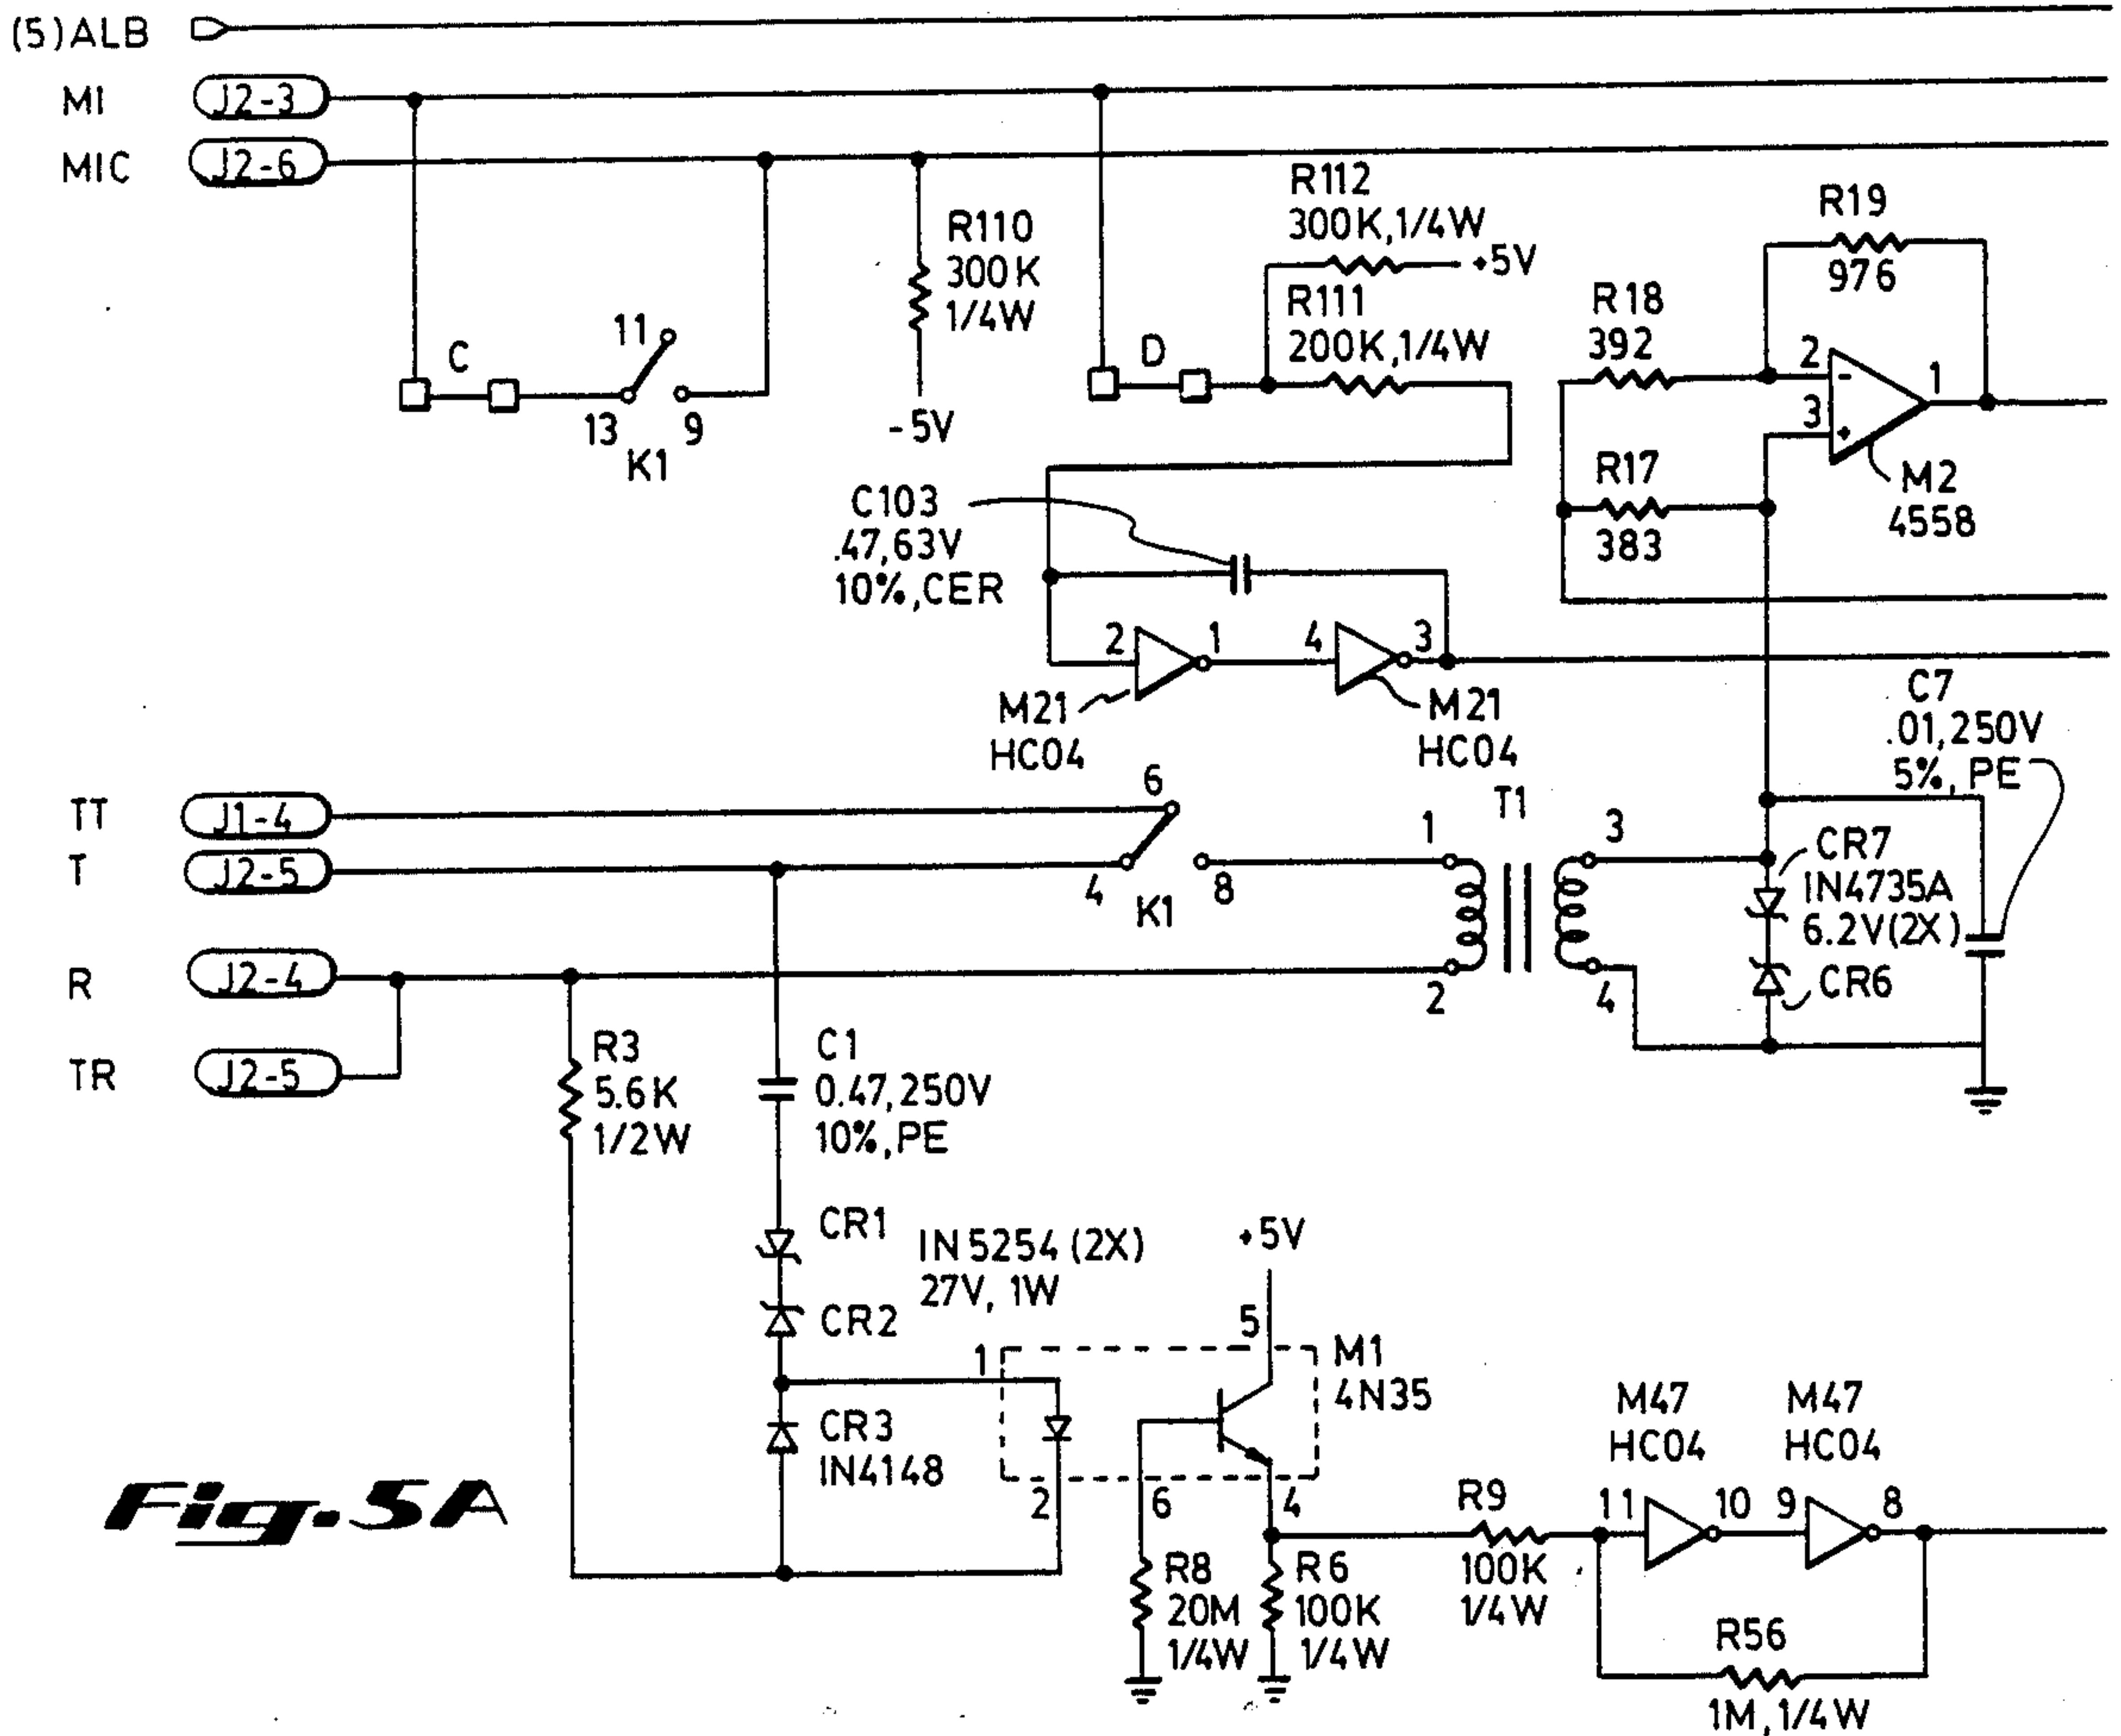 (5)ALB
MI
J2-3
MIC
J2-6
R110
300K
1/4W
-5V
R112
300K,1/4W
+5V
R111
200K,1/4W
R19
976
R18
392
2
-
3
+
1
R17
383
M2
4558
C
11
13
9
K1
D
C103
.47,63V
10%,CER
2
1
4
3
M21
HC04
M21
HC04
C7
.01,250V
5%,PE
TT
J1-4
T
J2-5
6
4
K1
8
T1
1
3
2
4
CR7
IN4735A
6.2V(2X)
CR6
R
J2-4
TR
J2-5
R3
5.6K
1/2W
C1
0.47,250V
10%,PE
CR1
IN5254(2X)
27V, 1W
CR2
+5V
5
1
M1
4N35
CR3
IN4148
2
6
4
R8
20M
1/4W
R6
100K
1/4W
R9
100K
1/4W
M47
HC04
M47
HC04
11
10
9
8
R56
1M,1/4W
Fig.5A